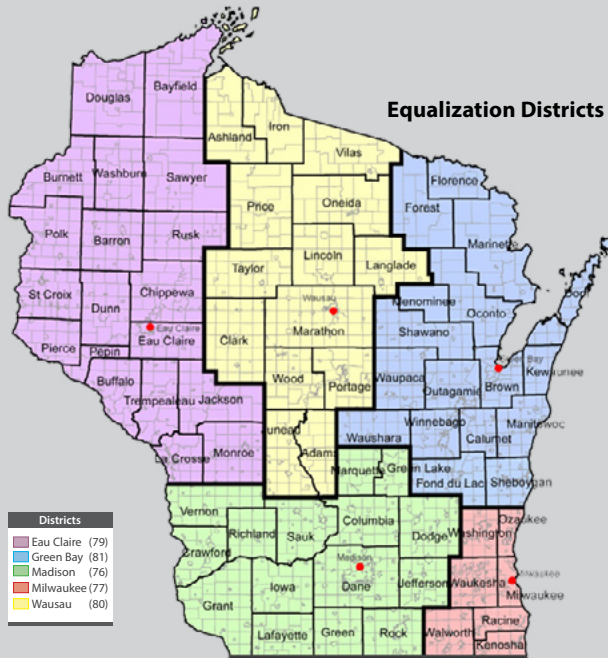 Equalization Districts
Bayfield
Douglas
Ashland
Iron
Vilas
Burnett
Washburn
Sawyer
Price
Oneida
Florence
Forest
Polk
Barron
Rusk
Marinette
Lincoln
Taylor
Langlade
St Croix
Dunn
Chippewa
Wausau
Menominee
Oconto
Door
Eau Claire
Eau Claire
Clark
Marathon
Shawano
Pierce
Pepin
Green Bay
Buffalo
Wood
Portage
Waupaca
Outagamie
Brown
Kewaunee
Trempealeau
Jackson
Juneau
Adams
Waushara
Winnebago
Calumet
Manitowoc
La Crosse
Monroe
Marquette
Green Lake
Fond du Lac
Sheboygan
Vernon
Richland
Sauk
Columbia
Dodge
Washington
Ozaukee
Crawford
Madison
Dane
Jefferson
Waukesha
Milwaukee
Milwaukee
Grant
Iowa
Lafayette
Green
Rock
Walworth
Racine
Kenosha
Districts
Eau Claire (79)
Green Bay (81)
Madison (76)
Milwaukee (77)
Wausau (80)